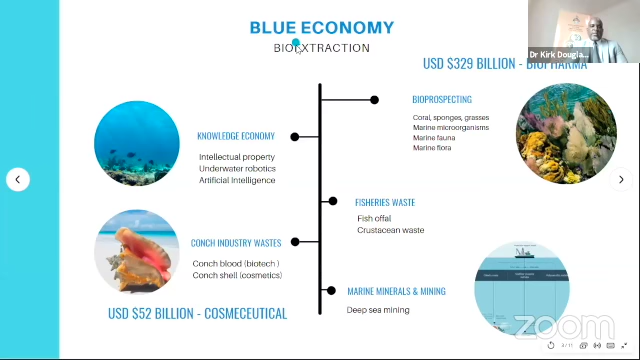 BLUE ECONOMY
BIOEXTRACTION
Dr Kirk Dougla...
USD $329 BILLION - BIOPHARMA
BIOPROSPECTING
Coral, sponges, grasses
Marine microorganisms
Marine fauna
Marine flora
KNOWLEDGE ECONOMY
Intellectual property
Underwater robotics
Artificial Intelligence
FISHERIES WASTE
Fish offal
Crustacean waste
CONCH INDUSTRY WASTES
Conch blood (biotech )
Conch shell (cosmetics)
MARINE MINERALS & MINING
Deep sea mining
USD $52 BILLION - COSMECEUTICAL
zoom